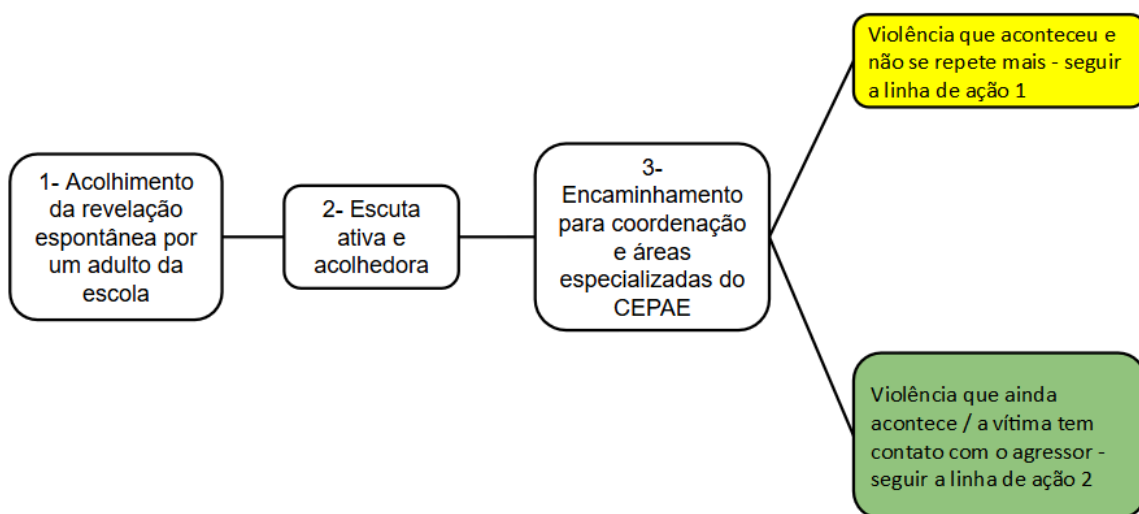 1- Acolhimento
da revelação
espontânea por
um adulto da
escola
2- Escuta
ativa e
acolhedora
3-
Encaminhamento
para coordenação
e áreas
especializadas do
CEPAE
Violência que aconteceu e
não se repete mais - seguir
a linha de ação 1
Violência que ainda
acontece / a vítima tem
contato com o agressor -
seguir a linha de ação 2